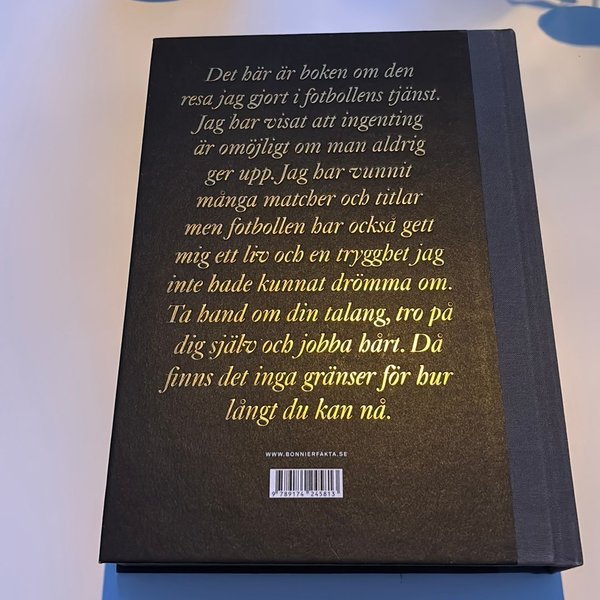 Det här är boken om den
resa jag gjort i fotbollens tjänst.
Jag har visat att ingenting
är omöjligt om man aldrig
ger upp. Jag har vunnit
många matcher och titlar
men fotbollen har också gett
mig ett liv och en trygghet jag
inte hade kunnat drömma om.
Ta hand om din talang, tro på
dig själv och jobba hårt. Då
finns det inga gränser för hur
långt du kan nå.
WWW.BONNIERFAKTA.SE
9 789174 245813